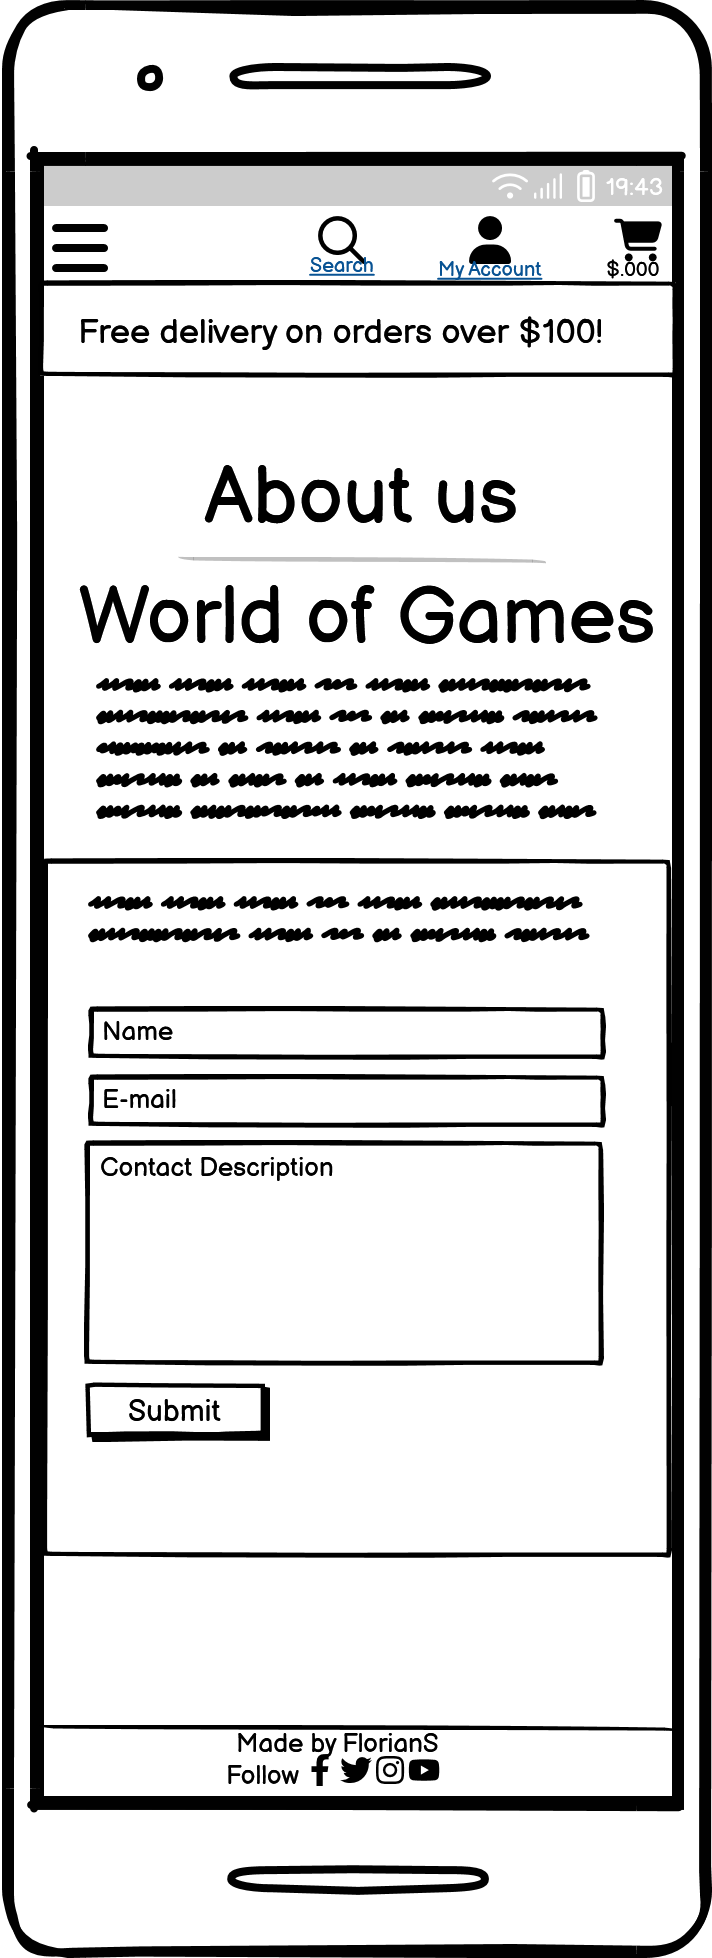 19:43
Search
My Account
$.000
Free delivery on orders over $100!
About us
World of Games
Name
E-mail
Contact Description
Submit
Made by FlorianS
Follow